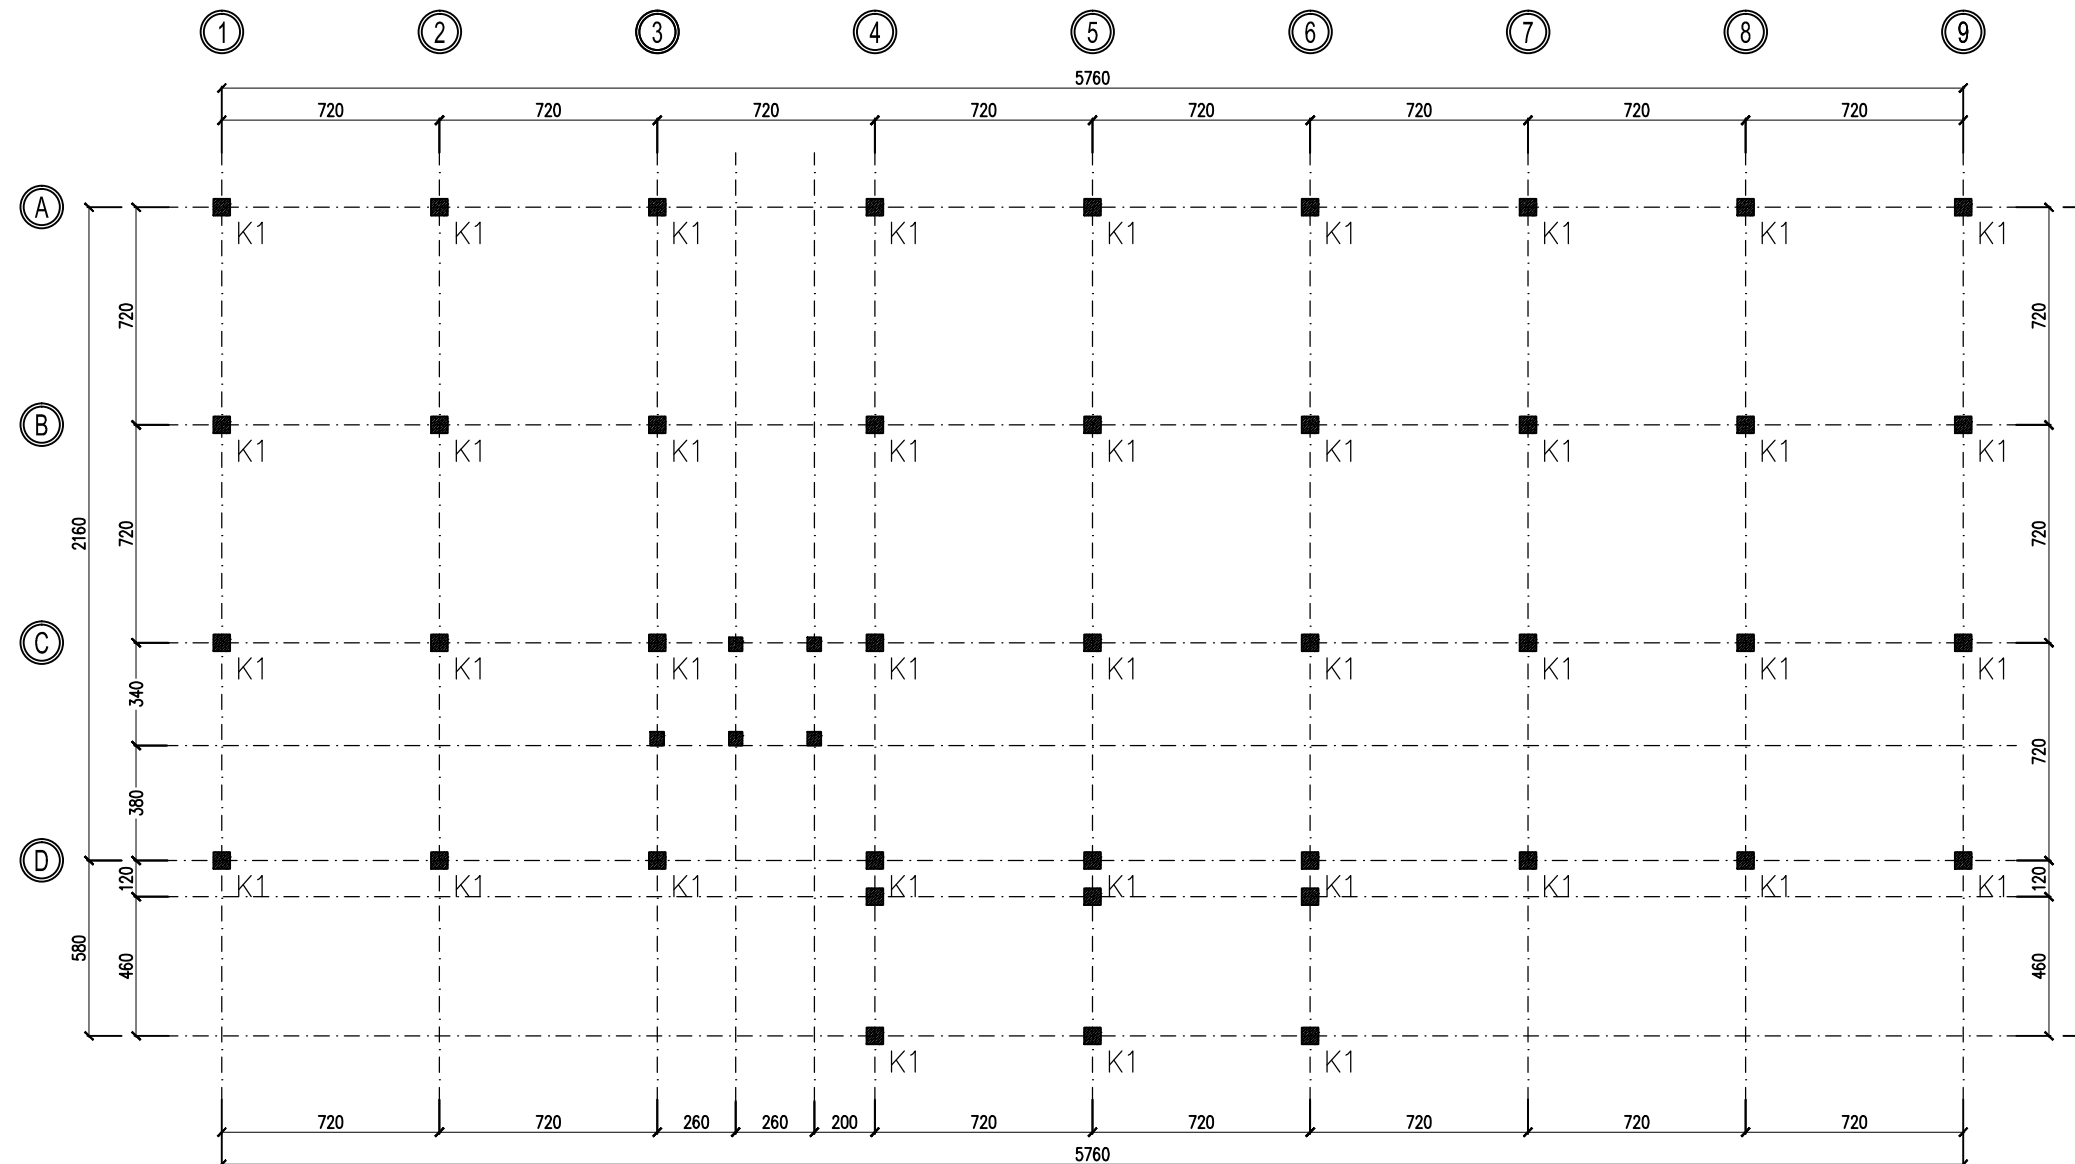 1 2 3 4 5 6 7 8 9
5760
720 720 720 720 720 720 720 720
A
K1 K1 K1 K1 K1 K1 K1 K1 K1
720 720
B
K1 K1 K1 K1 K1 K1 K1 K1 K1
2160 720 720
C
K1 K1 K1 K1 K1 K1 K1 K1 K1
340
720
380
D
120 K1 K1 K1 K1 K1 K1 K1 K1 K1 120
580 460 460
K1 K1 K1
720 720 260 260 200 720 720 720 720 720
5760